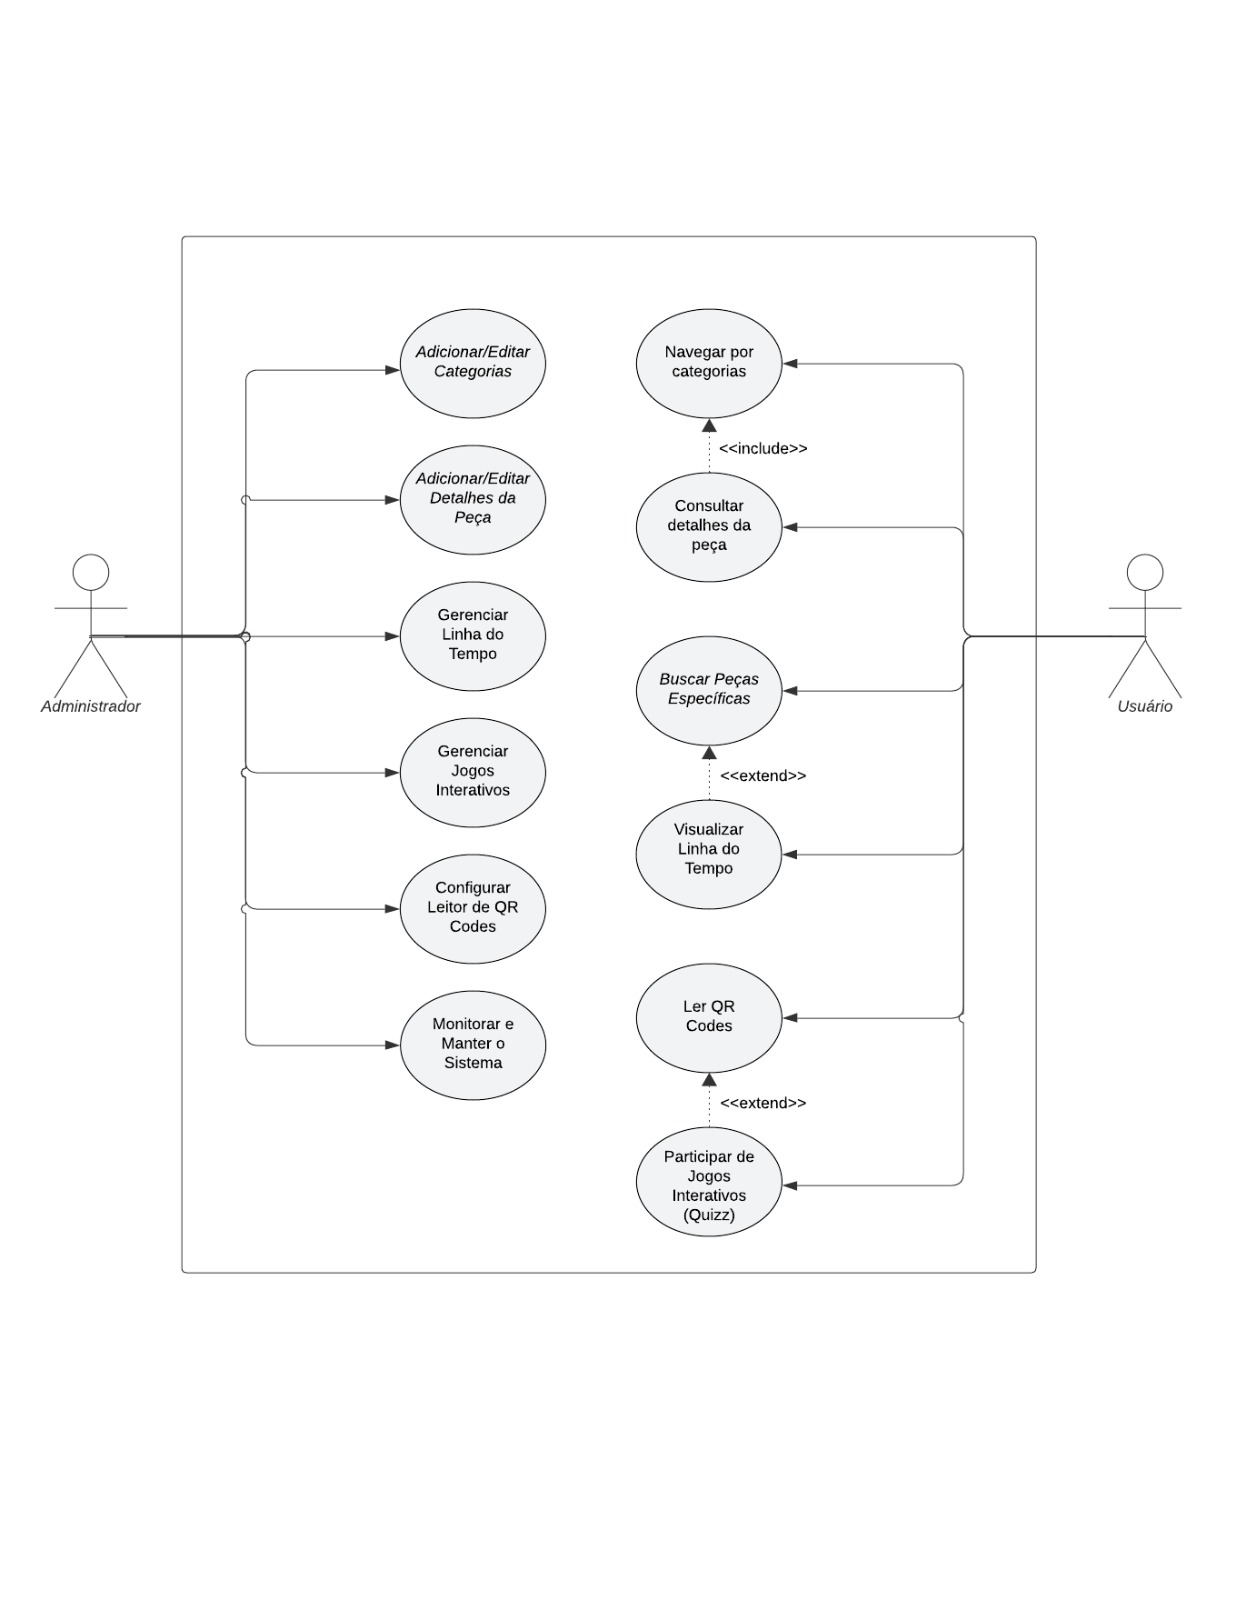 Adicionar/Editar
Categorias
Adicionar/Editar
Detalhes da
Peça
Gerenciar
Linha do
Tempo
Gerenciar
Jogos
Interativos
Configurar
Leitor de QR
Codes
Monitorar e
Manter o
Sistema
Administrador
Navegar por
categorias
<<include>>
Consultar
detalhes da
peça
Buscar Peças
Específicas
<<extend>>
Visualizar
Linha do
Tempo
Ler QR
Codes
<<extend>>
Participar de
Jogos
Interativos
(Quizz)
Usuário